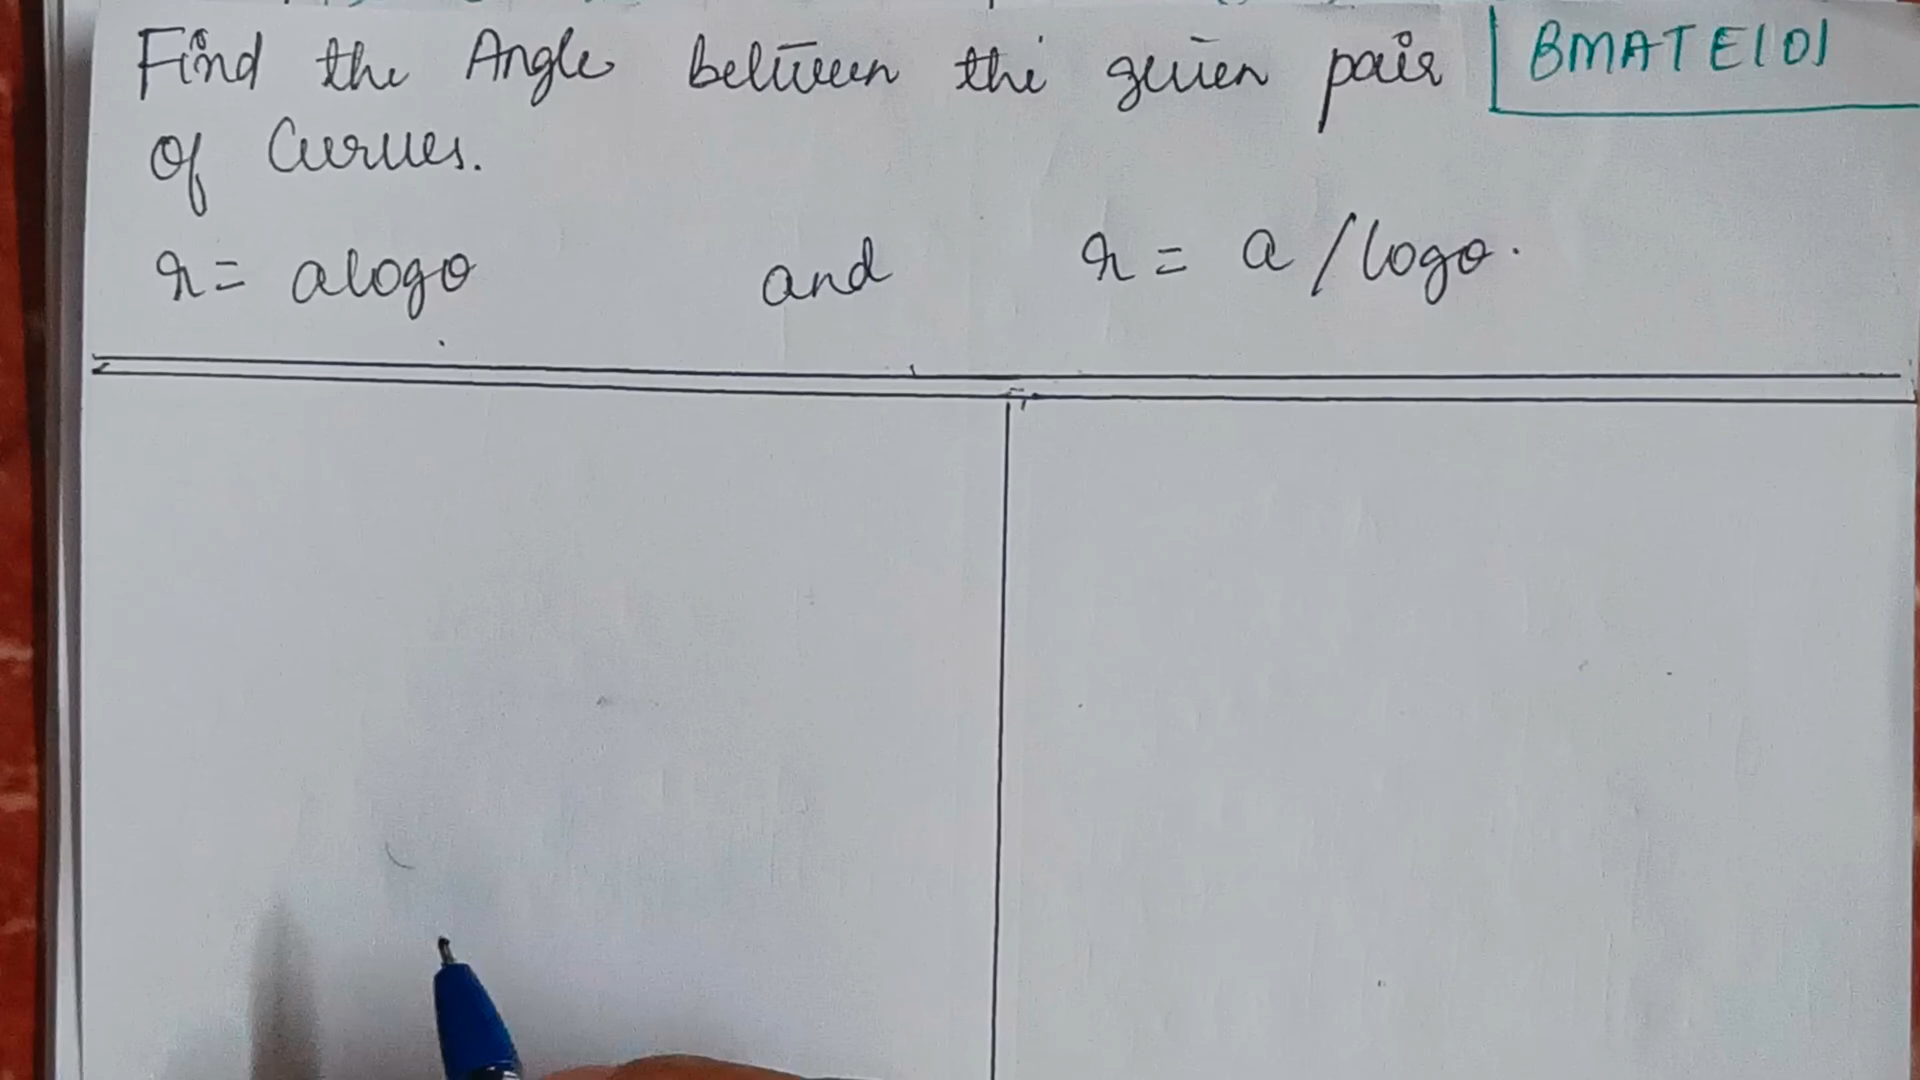 Find the Angle between the given pair
BMATE101
of Curves.
r = alogθ and r = a/logθ.